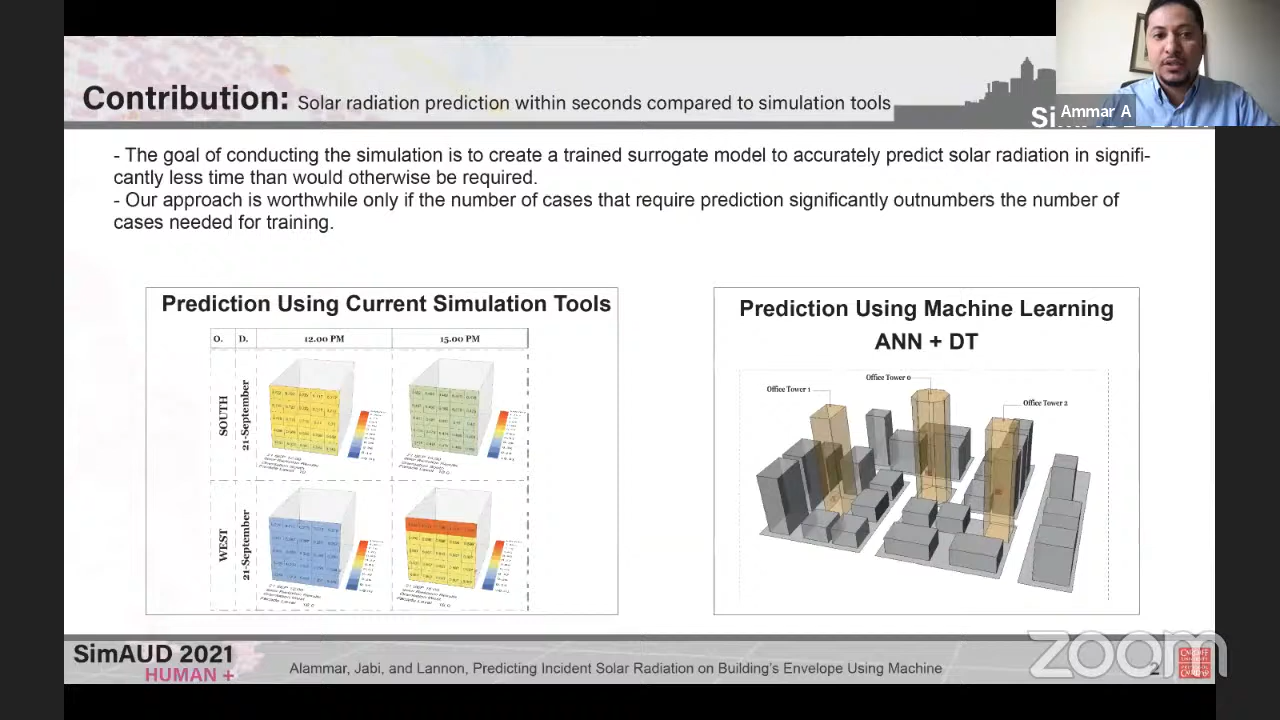 Contribution: Solar radiation prediction within seconds compared to simulation tools
Ammar A
- The goal of conducting the simulation is to create a trained surrogate model to accurately predict solar radiation in signifi-
cantly less time than would otherwise be required.
- Our approach is worthwhile only if the number of cases that require prediction significantly outnumbers the number of
cases needed for training.
Prediction Using Current Simulation Tools
O. D. 12.00 PM 15.00 PM
SOUTH
21-September
WEST
21-September
Prediction Using Machine Learning
ANN + DT
Office Tower 1
Office Tower 0
Office Tower 2
SimAUD 2021
HUMAN +
Alammar, Jabi, and Lannon, Predicting Incident Solar Radiation on Building's Envelope Using Machine
2
zoom